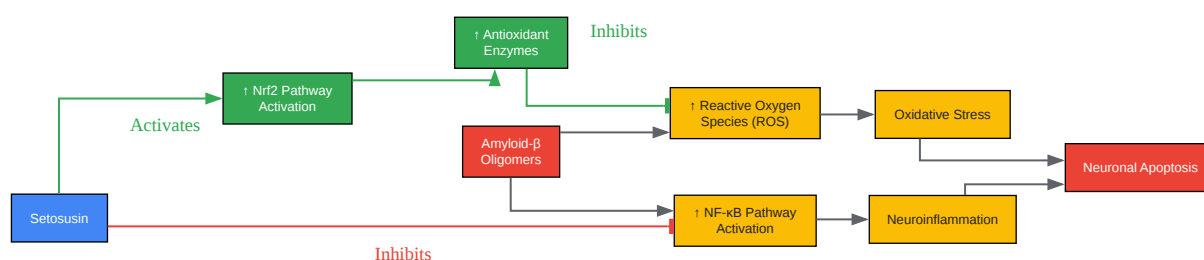 ↑ Antioxidant
Enzymes
Inhibits
↑ Nrf2 Pathway
Activation
Activates
↑ Reactive Oxygen
Species (ROS)
Oxidative Stress
Amyloid-β
Oligomers
Neuronal Apoptosis
Setosusin
↑ NF-κB Pathway
Activation
Neuroinflammation
Inhibits